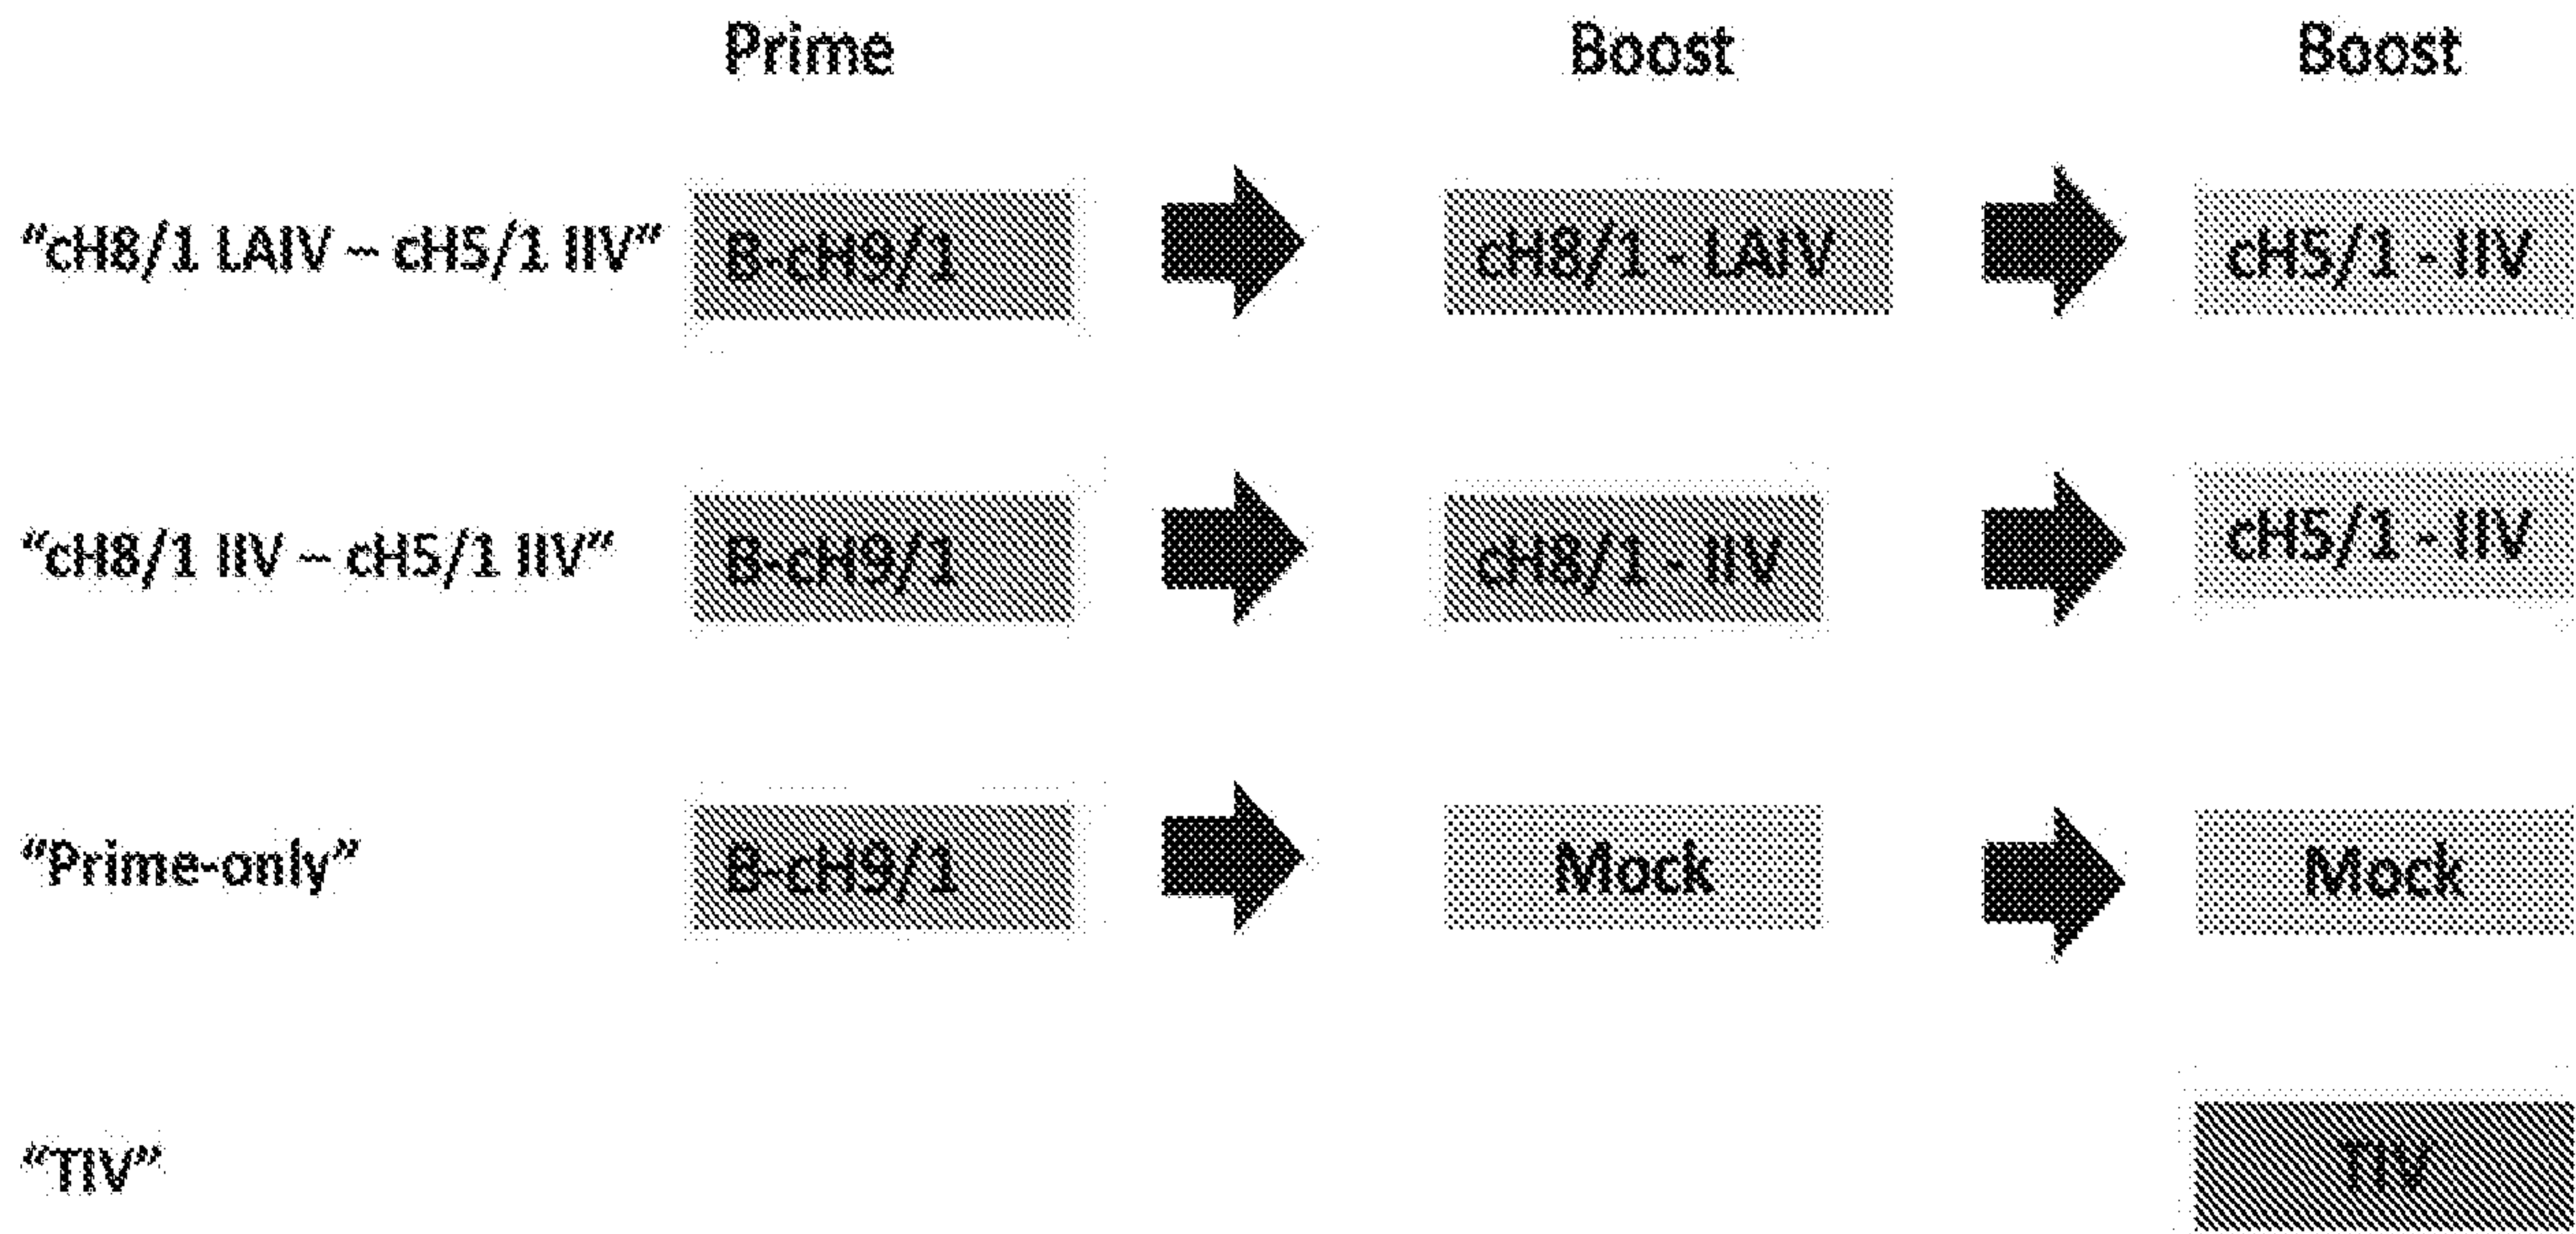 Prime Boost Boost
"cH8/1 LAIV – cH5/1 IIV" B-cH9/1 cH8/1 - LAIV cH5/1 - IIV
"cH8/1 IIV – cH5/1 IIV" B-cH9/1 cH8/1 - IIV cH5/1 - IIV
"Prime-only" B-cH9/1 Mock Mock
"TIV" TIV